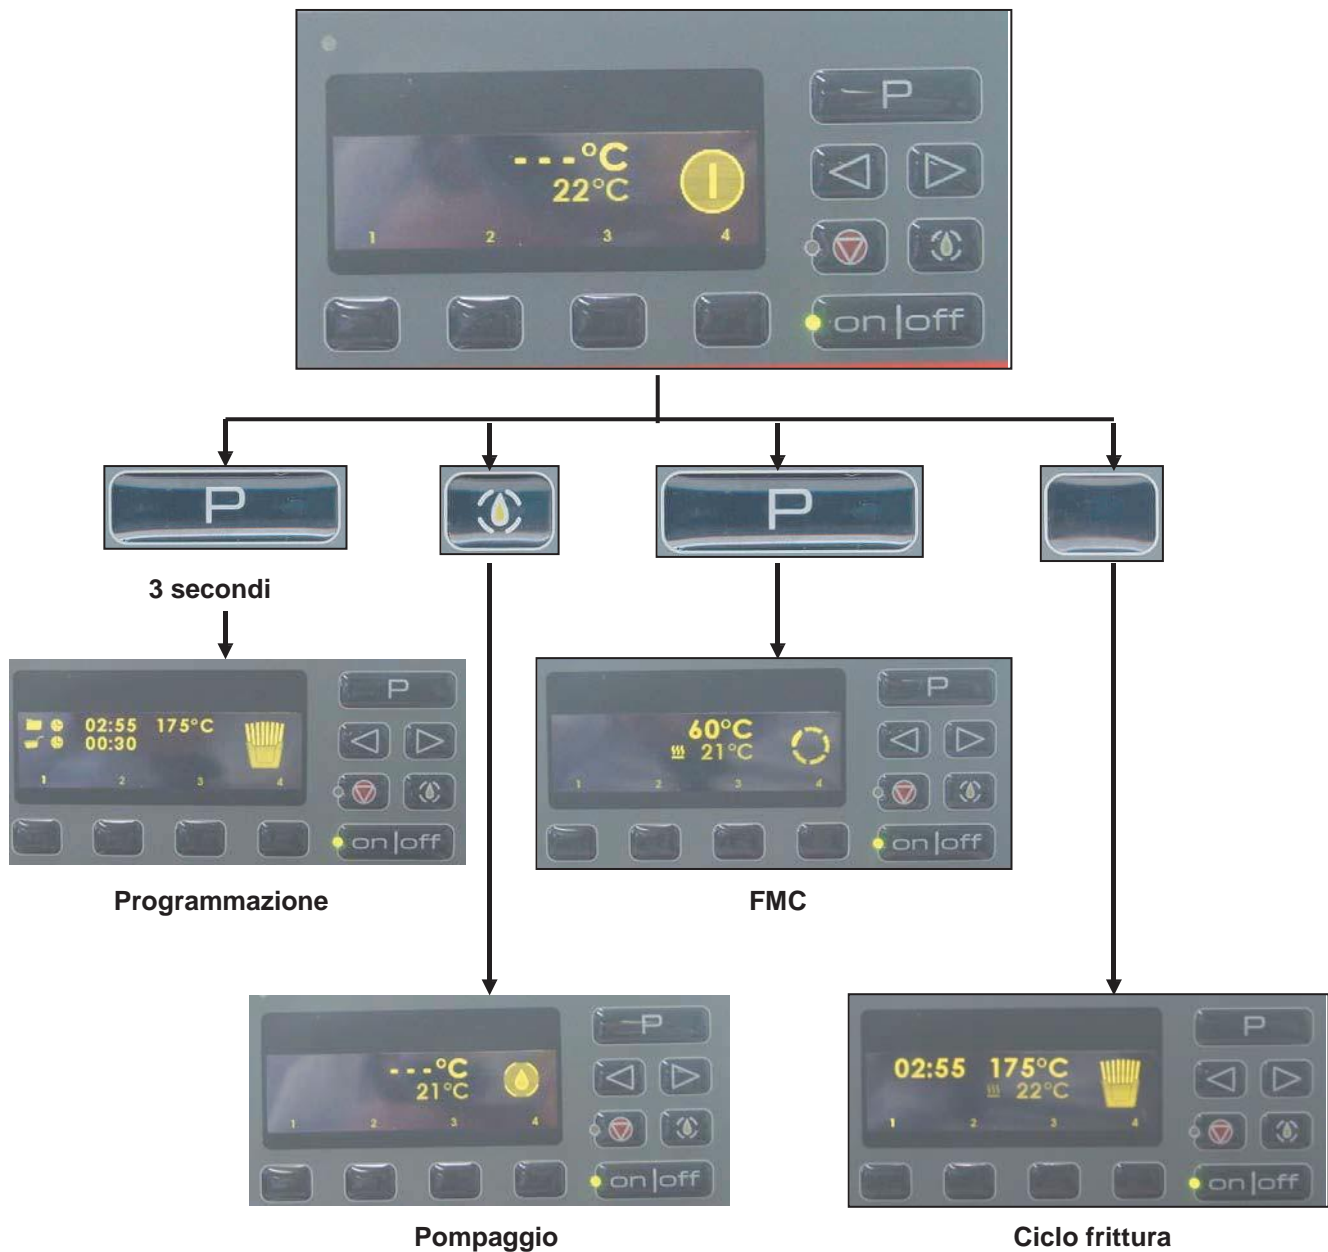 P
---°C
22°C
1 2 3 4
on|off
P
P
3 secondi
P
02:55 175°C
00:30
1 2 3 4
on|off
P
60°C
21°C
1 2 3 4
on|off
Programmazione
FMC
P
---°C
21°C
1 2 3 4
on|off
P
02:55 175°C
22°C
1 2 3 4
on|off
Pompaggio
Ciclo frittura